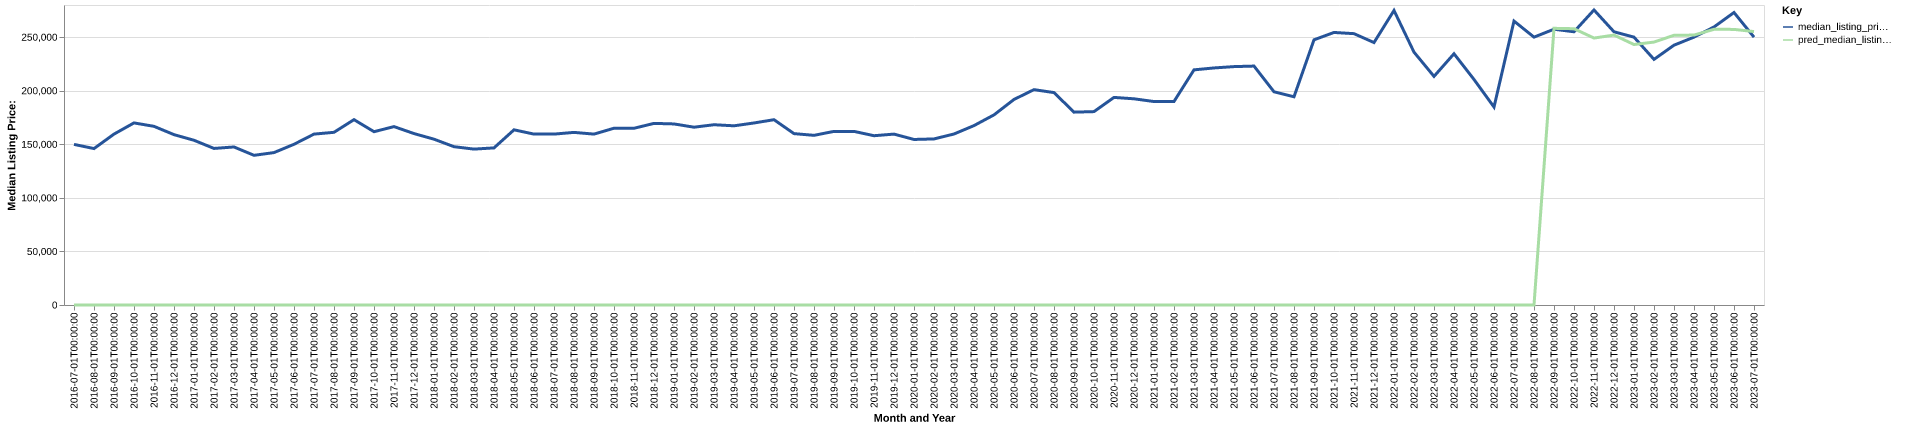 Key
median_listing_pri...
pred_median_listin...
Median Listing Price:
250,000
200,000
150,000
100,000
50,000
0
2016-07-01T00:00:00
2016-08-01T00:00:00
2016-09-01T00:00:00
2016-10-01T00:00:00
2016-11-01T00:00:00
2016-12-01T00:00:00
2017-01-01T00:00:00
2017-02-01T00:00:00
2017-03-01T00:00:00
2017-04-01T00:00:00
2017-05-01T00:00:00
2017-06-01T00:00:00
2017-07-01T00:00:00
2017-08-01T00:00:00
2017-09-01T00:00:00
2017-10-01T00:00:00
2017-11-01T00:00:00
2017-12-01T00:00:00
2018-01-01T00:00:00
2018-02-01T00:00:00
2018-03-01T00:00:00
2018-04-01T00:00:00
2018-05-01T00:00:00
2018-06-01T00:00:00
2018-07-01T00:00:00
2018-08-01T00:00:00
2018-09-01T00:00:00
2018-10-01T00:00:00
2018-11-01T00:00:00
2018-12-01T00:00:00
2019-01-01T00:00:00
2019-02-01T00:00:00
2019-03-01T00:00:00
2019-04-01T00:00:00
2019-05-01T00:00:00
2019-06-01T00:00:00
2019-07-01T00:00:00
2019-08-01T00:00:00
2019-09-01T00:00:00
2019-10-01T00:00:00
2019-11-01T00:00:00
2019-12-01T00:00:00
2020-01-01T00:00:00
2020-02-01T00:00:00
2020-03-01T00:00:00
2020-04-01T00:00:00
2020-05-01T00:00:00
2020-06-01T00:00:00
2020-07-01T00:00:00
2020-08-01T00:00:00
2020-09-01T00:00:00
2020-10-01T00:00:00
2020-11-01T00:00:00
2020-12-01T00:00:00
2021-01-01T00:00:00
2021-02-01T00:00:00
2021-03-01T00:00:00
2021-04-01T00:00:00
2021-05-01T00:00:00
2021-06-01T00:00:00
2021-07-01T00:00:00
2021-08-01T00:00:00
2021-09-01T00:00:00
2021-10-01T00:00:00
2021-11-01T00:00:00
2021-12-01T00:00:00
2022-01-01T00:00:00
2022-02-01T00:00:00
2022-03-01T00:00:00
2022-04-01T00:00:00
2022-05-01T00:00:00
2022-06-01T00:00:00
2022-07-01T00:00:00
2022-08-01T00:00:00
2022-09-01T00:00:00
2022-10-01T00:00:00
2022-11-01T00:00:00
2022-12-01T00:00:00
2023-01-01T00:00:00
2023-02-01T00:00:00
2023-03-01T00:00:00
2023-04-01T00:00:00
2023-05-01T00:00:00
2023-06-01T00:00:00
2023-07-01T00:00:00
Month and Year